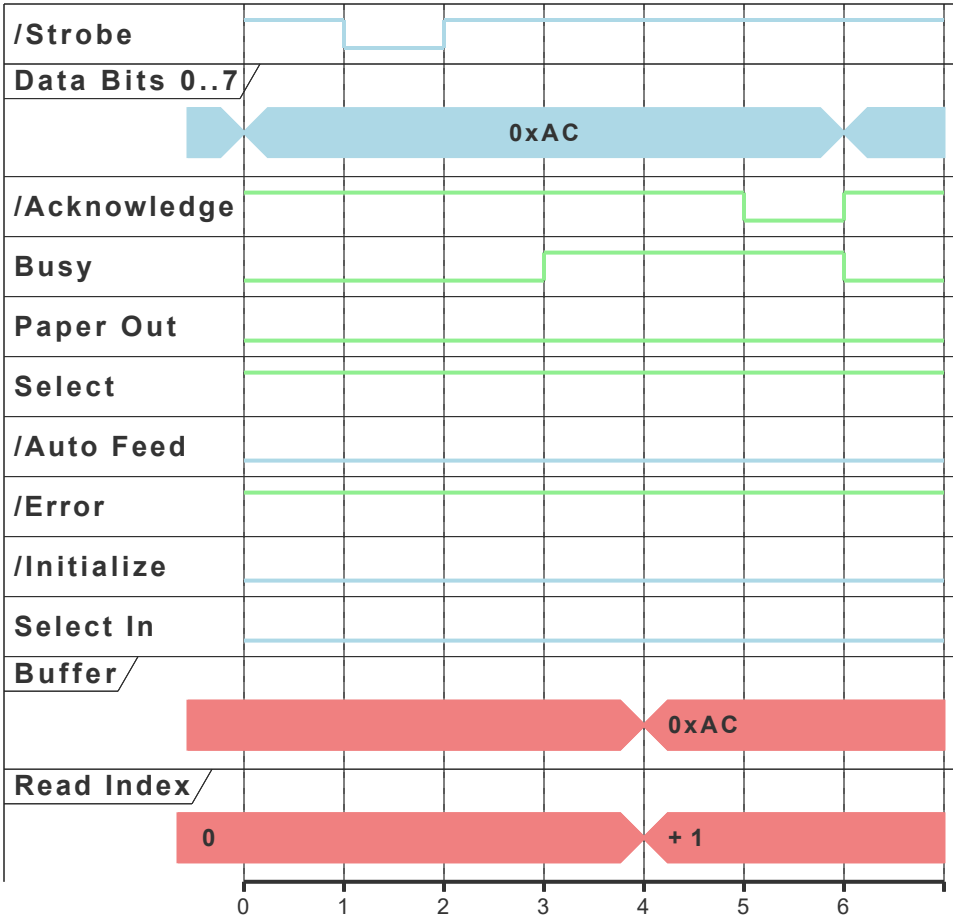 /Strobe
Data Bits 0..7
0xAC
/Acknowledge
Busy
Paper Out
Select
/Auto Feed
/Error
/Initialize
Select In
Buffer
0xAC
Read Index
0 + 1
0 1 2 3 4 5 6